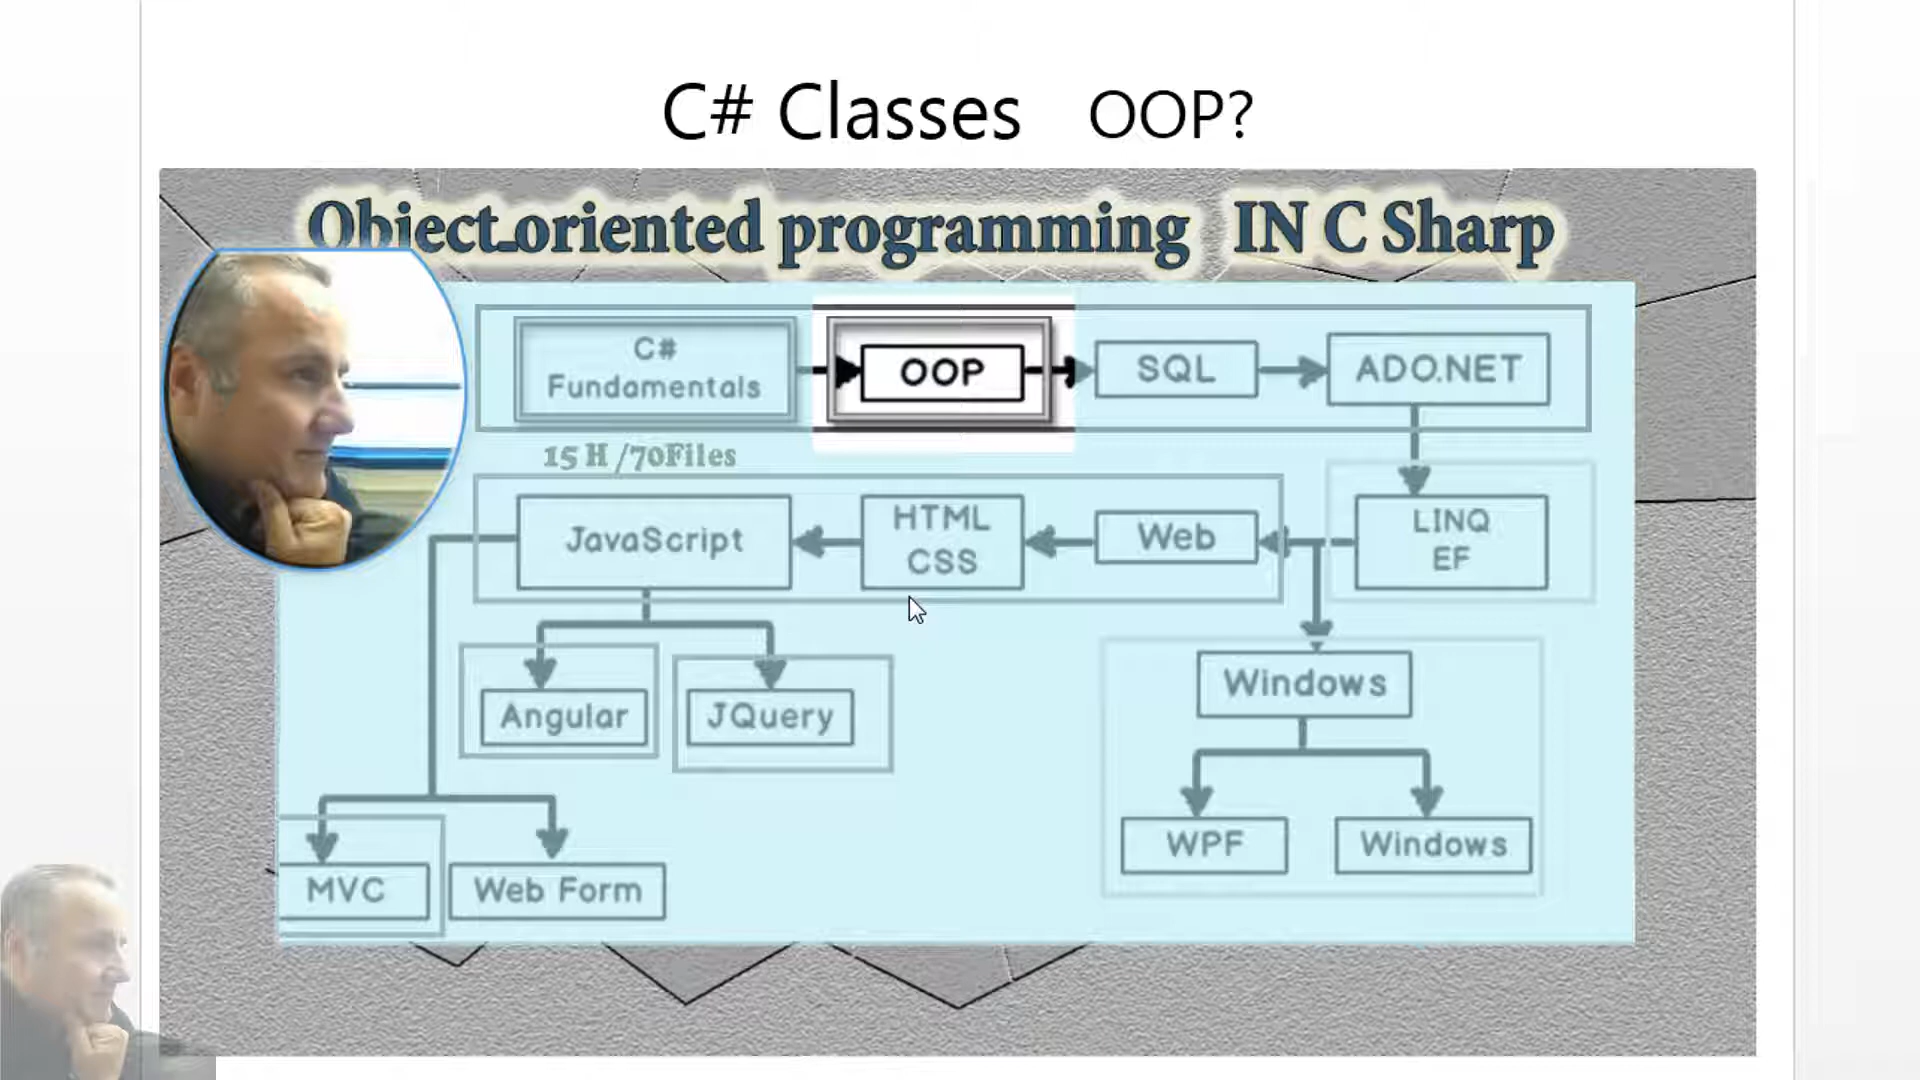 C# Classes OOP?
Object-oriented programming IN C Sharp
C#
Fundamentals
OOP
SQL
ADO.NET
15 H /70Files
JavaScript
HTML
CSS
Web
LINQ
EF
Angular
JQuery
Windows
MVC
Web Form
WPF
Windows